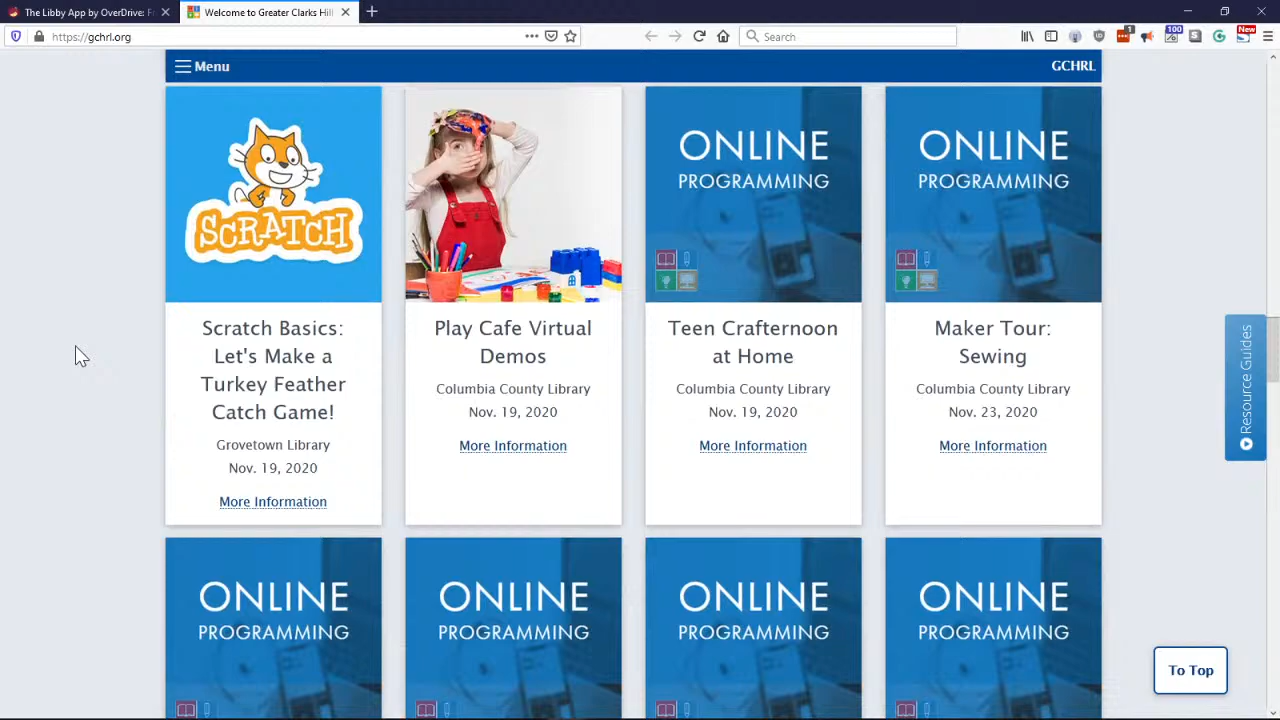 The Libby App by OverDrive: F
Welcome to Greater Clarks Hill
https://gchrl.org
Search
1
100
New
Menu
GCHRL
SCRATCH
ONLINE
PROGRAMMING
ONLINE
PROGRAMMING
Scratch Basics:
Let's Make a
Turkey Feather
Catch Game!
Grovetown Library
Nov. 19, 2020
More Information
Play Cafe Virtual
Demos
Columbia County Library
Nov. 19, 2020
More Information
Teen Crafternoon
at Home
Columbia County Library
Nov. 19, 2020
More Information
Maker Tour:
Sewing
Columbia County Library
Nov. 23, 2020
More Information
Resource Guides
ONLINE
PROGRAMMING
ONLINE
PROGRAMMING
ONLINE
PROGRAMMING
ONLINE
PROGRAMMING
To Top